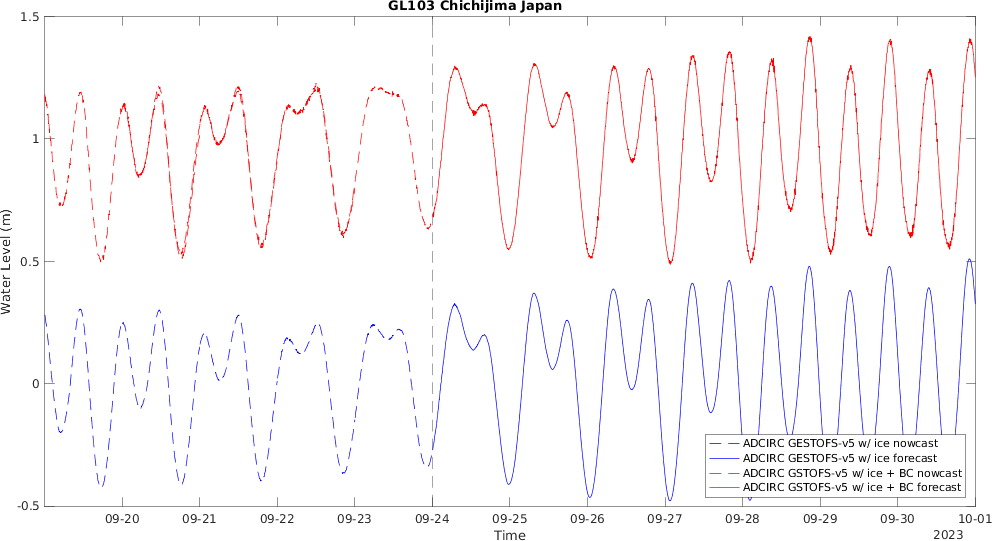 GL103 Chichijima Japan
1.5
1
0.5
0
-0.5
Water Level (m)
ADCIRC GESTOFS-v5 w/ ice nowcast
ADCIRC GESTOFS-v5 w/ ice forecast
ADCIRC GSTOFS-v5 w/ ice + BC nowcast
ADCIRC GSTOFS-v5 w/ ice + BC forecast
09-20 09-21 09-22 09-23 09-24 09-25 09-26 09-27 09-28 09-29 09-30 10-01
Time
2023